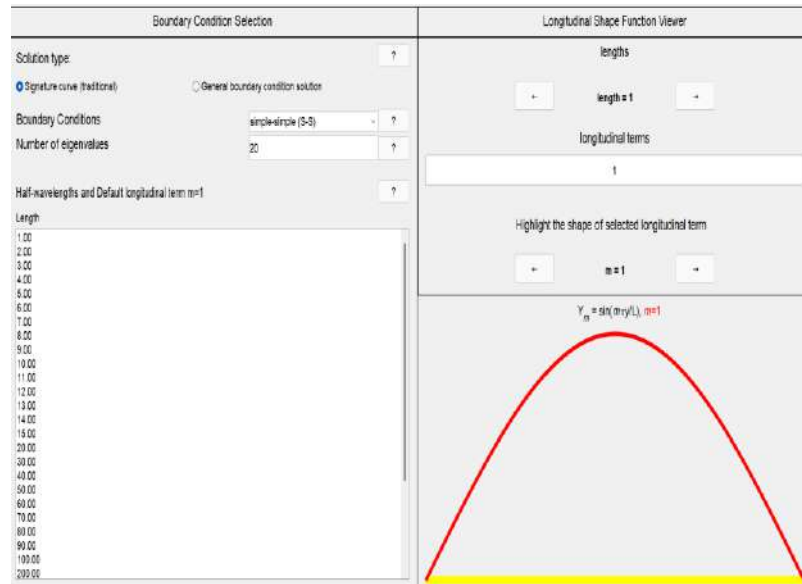 Boundary Condition Selection
Solution type:
?
Signature curve (traditional)
General boundary condition solution
Boundary Conditions
simple-simple (S-S)
?
Number of eigenvalues
20
?
Half-wavelengths and Default longitudinal term m=1
?
Length
1.00
2.00
3.00
4.00
5.00
6.00
7.00
8.00
9.00
10.00
11.00
12.00
13.00
14.00
15.00
20.00
30.00
40.00
50.00
60.00
70.00
80.00
90.00
100.00
200.00
Longitudinal Shape Function Viewer
lengths
← length = 1 →
longitudinal terms
1
Highlight the shape of selected longitudinal term
← m = 1 →
Y_m = sin(mπy/L), m=1